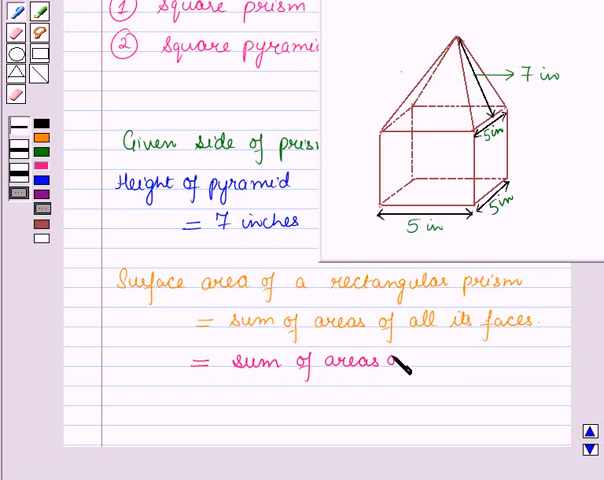 ① Square prism
② Square pyramid
7 in
5in
Given side of pris
Height of pyramid
= 7 inches
5in
5 in
Surface area of a rectangular prism
= sum of areas of all its faces.
= sum of areas